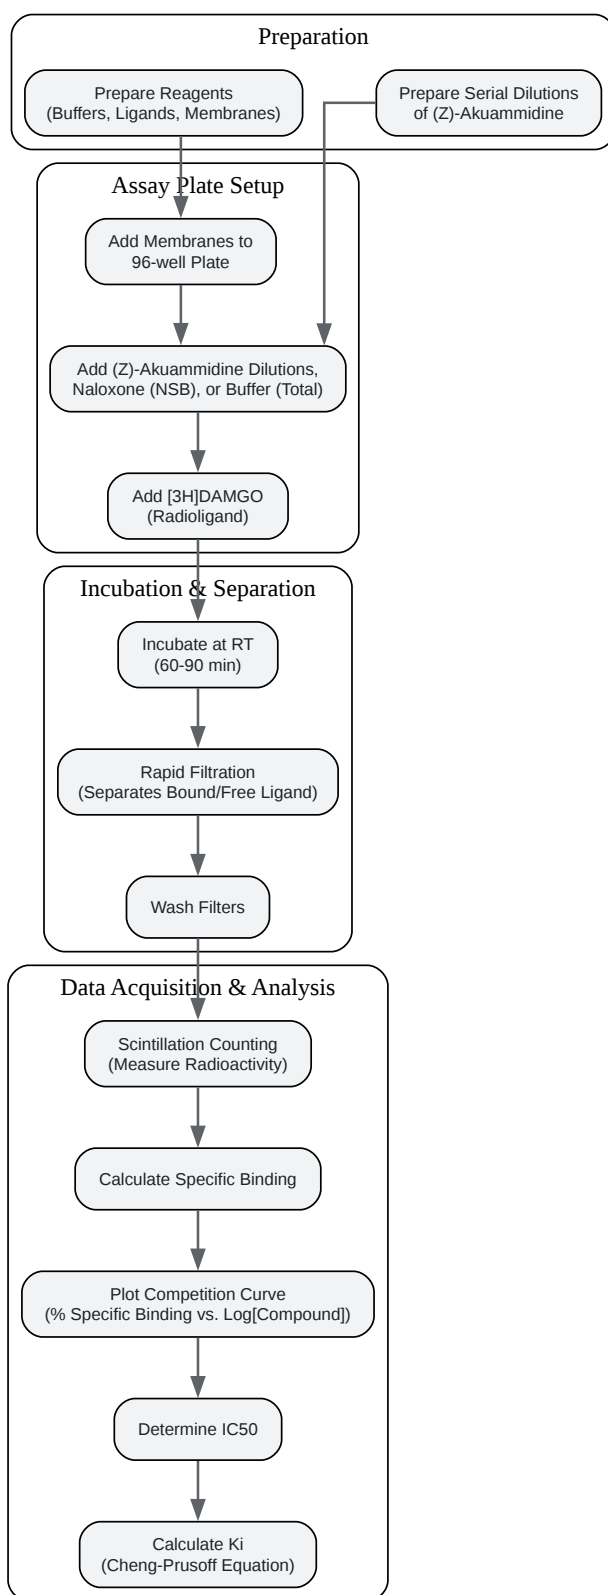 Preparation
Prepare Reagents
(Buffers, Ligands, Membranes)
Prepare Serial Dilutions
of (Z)-Akuammidine
Assay Plate Setup
Add Membranes to
96-well Plate
Add (Z)-Akuammidine Dilutions,
Naloxone (NSB), or Buffer (Total)
Add [3H]DAMGO
(Radioligand)
Incubation & Separation
Incubate at RT
(60-90 min)
Rapid Filtration
(Separates Bound/Free Ligand)
Wash Filters
Data Acquisition & Analysis
Scintillation Counting
(Measure Radioactivity)
Calculate Specific Binding
Plot Competition Curve
(% Specific Binding vs. Log[Compound])
Determine IC50
Calculate Ki
(Cheng-Prusoff Equation)